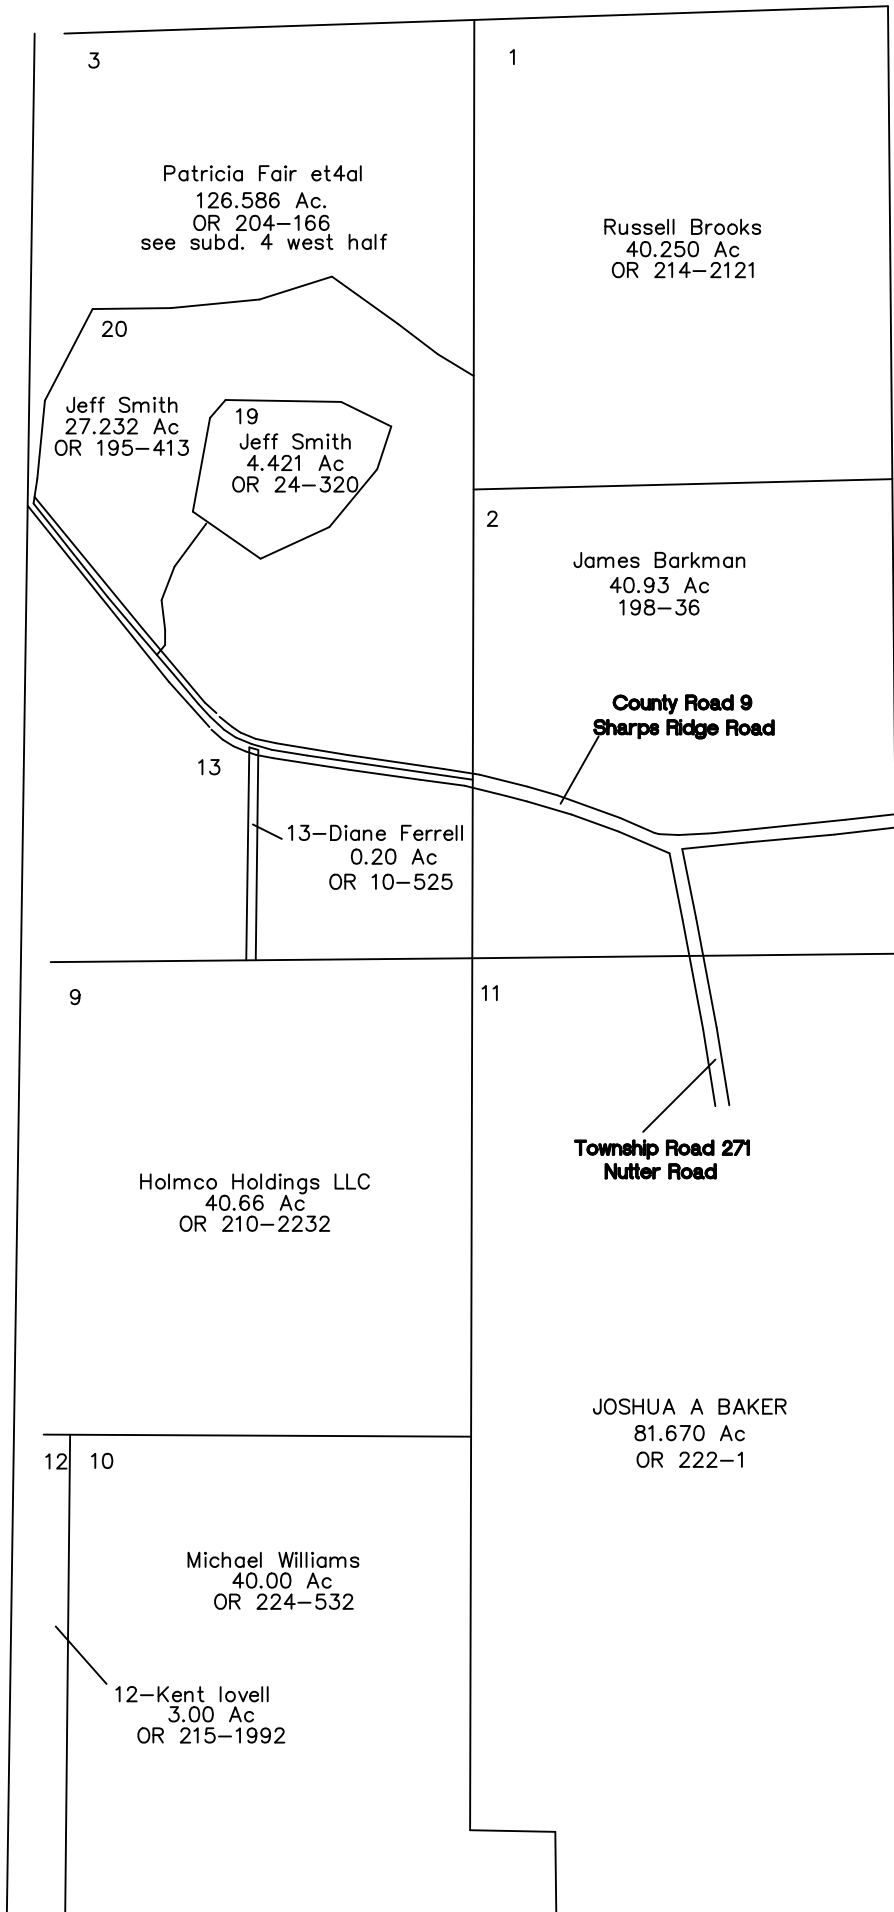 3
1
Patricia Fair et4al
126.586 Ac.
OR 204-166
see subd. 4 west half
Russell Brooks
40.250 Ac
OR 214-2121
20
Jeff Smith
27.232 Ac
OR 195-413
19
Jeff Smith
4.421 Ac
OR 24-320
2
James Barkman
40.93 Ac
198-36
County Road 9
Sharps Ridge Road
13
13-Diane Ferrell
0.20 Ac
OR 10-525
9
11
Township Road 271
Nutter Road
Holmco Holdings LLC
40.66 Ac
OR 210-2232
JOSHUA A BAKER
81.670 Ac
OR 222-1
12
10
Michael Williams
40.00 Ac
OR 224-532
12-Kent lovell
3.00 Ac
OR 215-1992